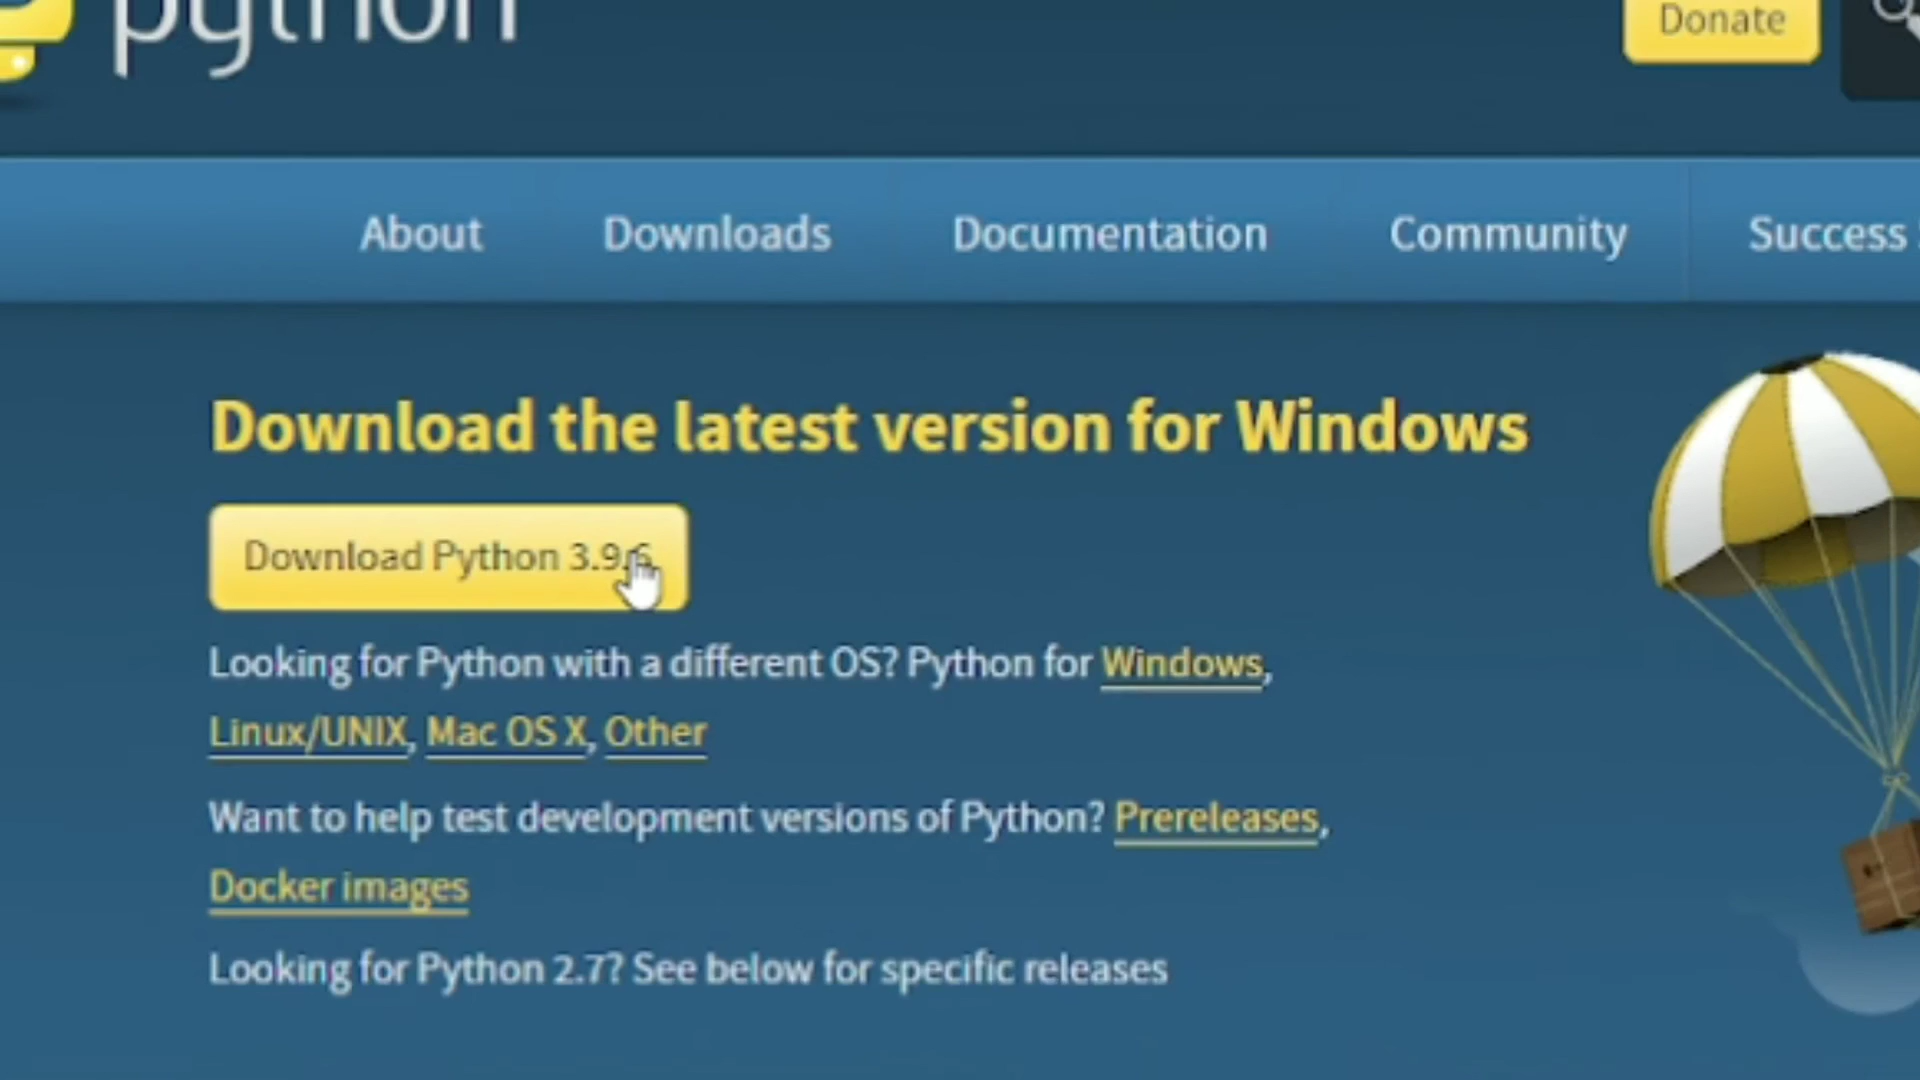 python
Donate
About Downloads Documentation Community Success
Download the latest version for Windows
Download Python 3.9.6
Looking for Python with a different OS? Python for Windows,
Linux/UNIX, Mac OS X, Other
Want to help test development versions of Python? Prereleases,
Docker images
Looking for Python 2.7? See below for specific releases